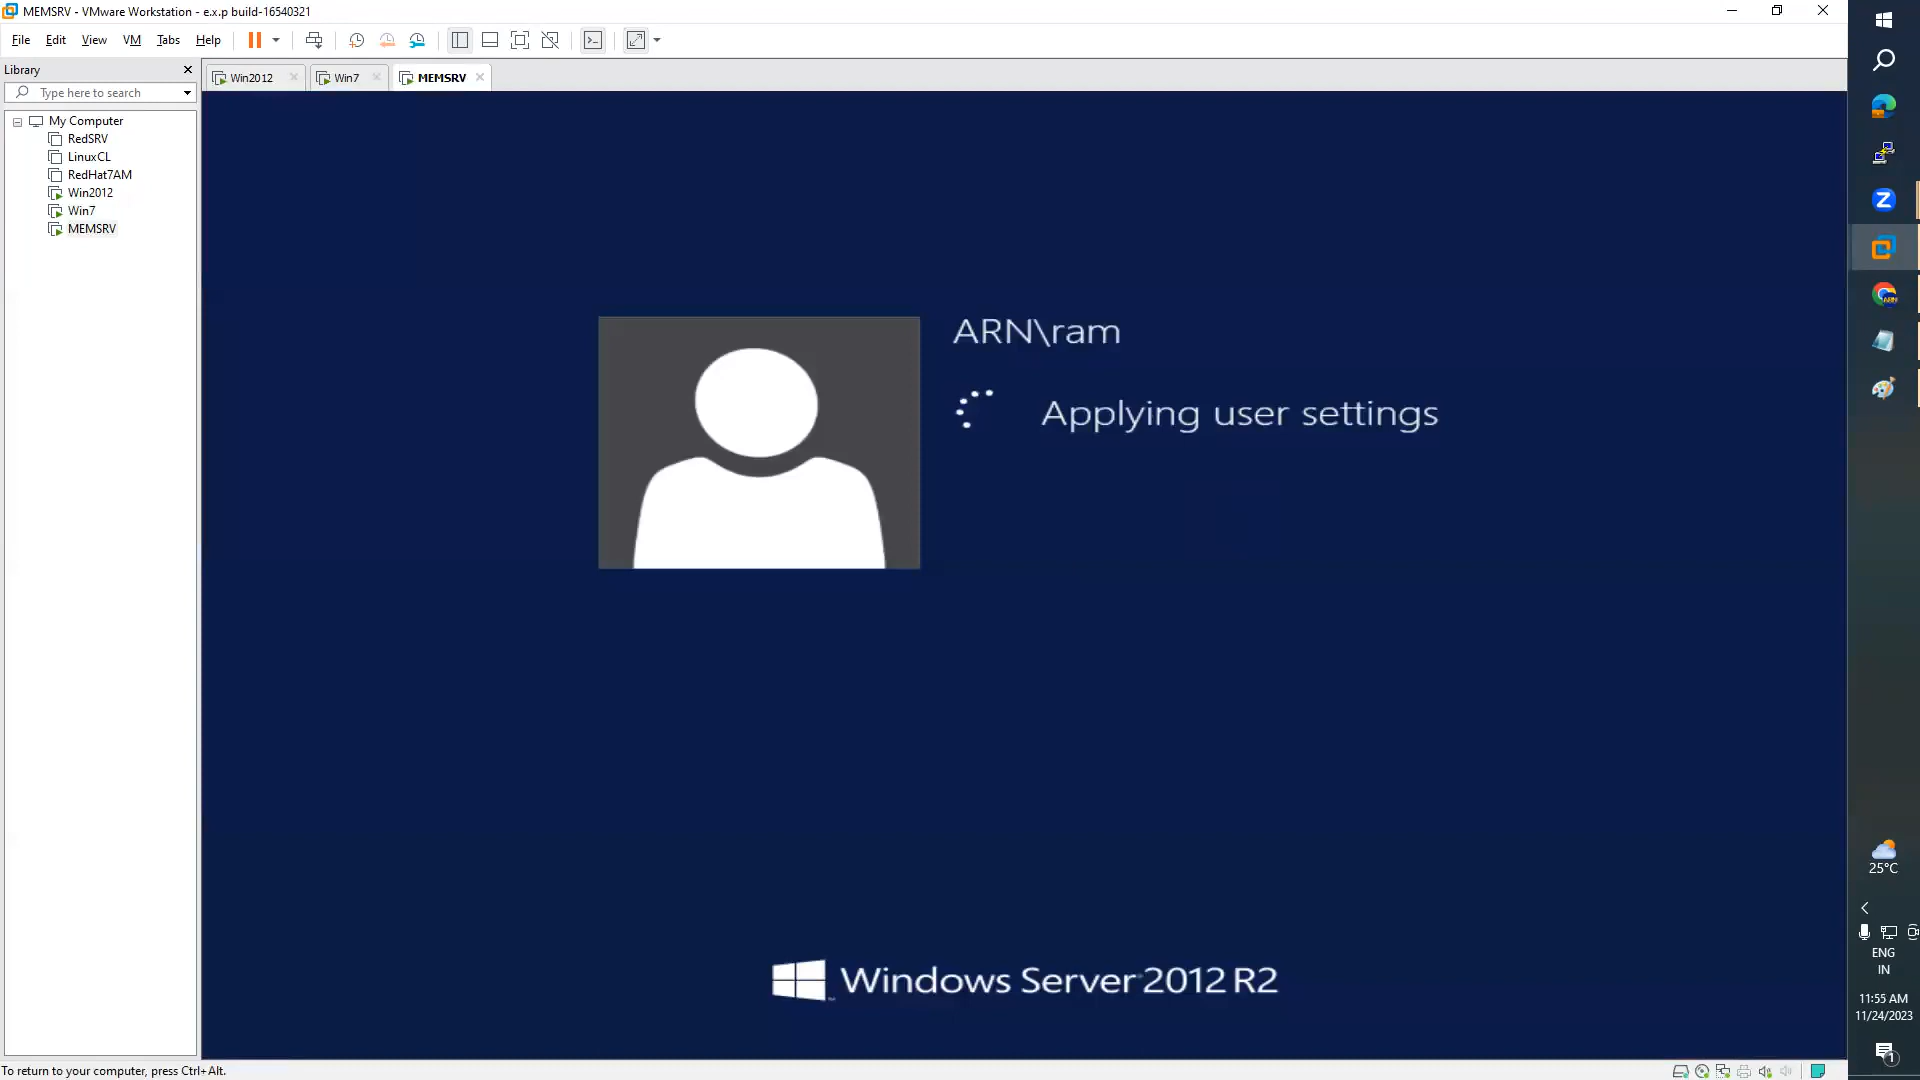 MEMSRV - VMware Workstation - e.x.p build-16540321
File Edit View VM Tabs Help
Library
Type here to search
My Computer
RedSRV
LinuxCL
RedHat7AM
Win2012
Win7
MEMSRV
Win2012
Win7
MEMSRV
ARN\ram
Applying user settings
Windows Server 2012 R2
To return to your computer, press Ctrl+Alt.
25°C
ENG
IN
11:55 AM
11/24/2023
1